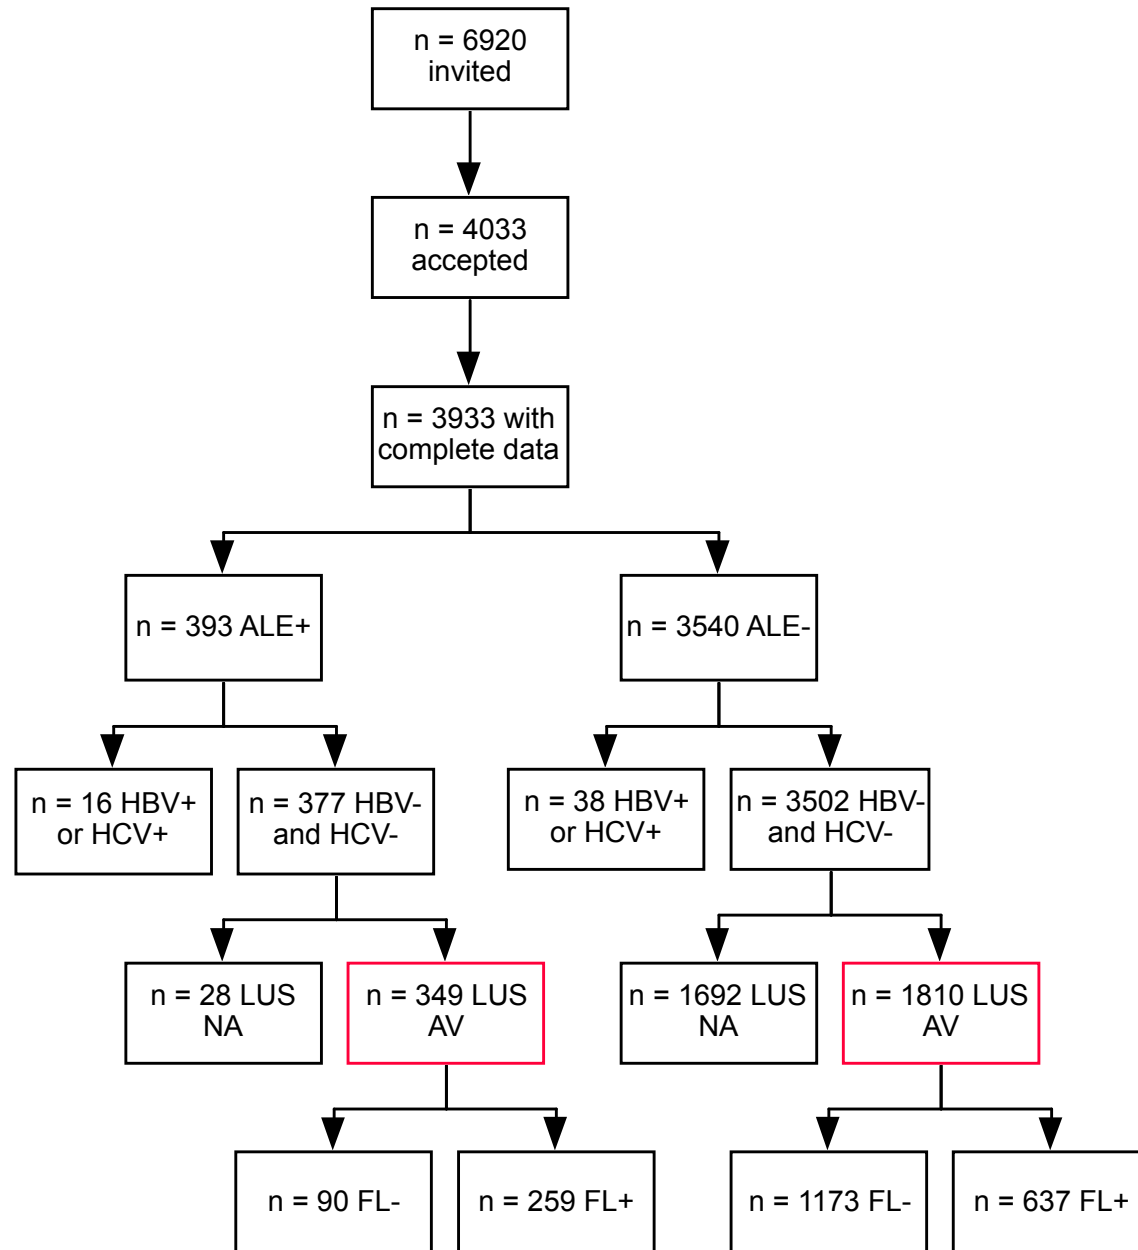 n = 6920
invited
n = 4033
accepted
n = 3933 with
complete data
n = 393 ALE+
n = 3540 ALE-
n = 16 HBV+
or HCV+
n = 377 HBV-
and HCV-
n = 38 HBV+
or HCV+
n = 3502 HBV-
and HCV-
n = 28 LUS
NA
n = 349 LUS
AV
n = 1692 LUS
NA
n = 1810 LUS
AV
n = 90 FL-
n = 259 FL+
n = 1173 FL-
n = 637 FL+